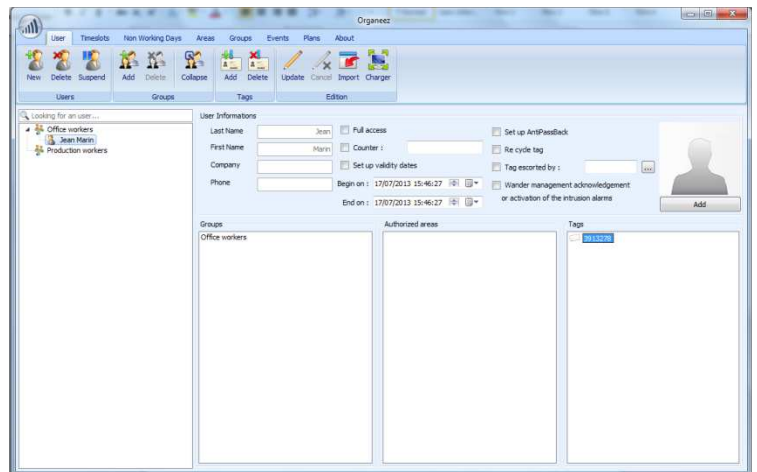 Organeez
User Timeslots Non Working Days Areas Groups Events Plans About
New Delete Suspend Add Delete Collapse Add Delete Update Cancel Import Charger
Users Groups Tags Edition
Looking for an user...
Office workers
Jean Marin
Production workers
User Informations
Last Name Jean
First Name Marin
Company
Phone
Full access
Counter :
Set up validity dates
Begin on : 17/07/2013 15:46:27
End on : 17/07/2013 15:46:27
Set up AntiPassBack
Re cycle tag
Tag escorted by : ...
Wander management acknowledgement
or activation of the intrusion alarms
Add
Groups Authorized areas Tags
Office workers 3913278